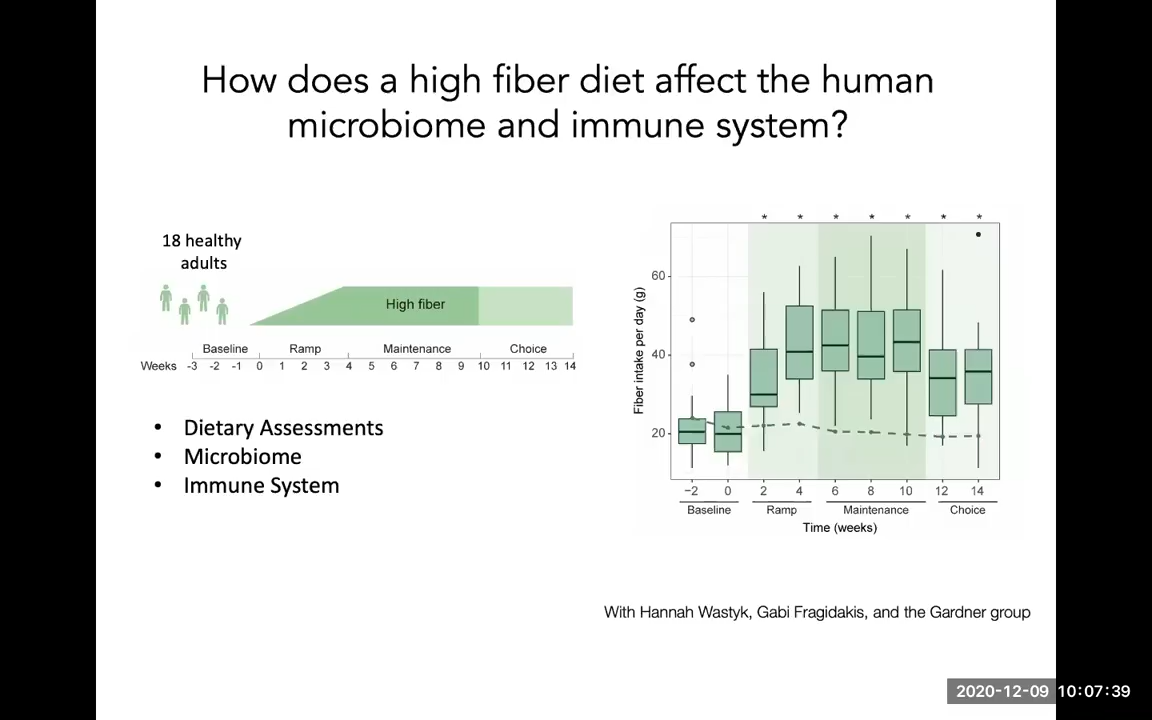 How does a high fiber diet affect the human
microbiome and immune system?
18 healthy
adults
High fiber
Baseline Ramp Maintenance Choice
Weeks -3 -2 -1 0 1 2 3 4 5 6 7 8 9 10 11 12 13 14
• Dietary Assessments
• Microbiome
• Immune System
* * * * * * *
Fiber intake per day (g)
60
40
20
−2 0 2 4 6 8 10 12 14
Baseline Ramp Maintenance Choice
Time (weeks)
With Hannah Wastyk, Gabi Fragidakis, and the Gardner group
2020-12-09 10:07:39